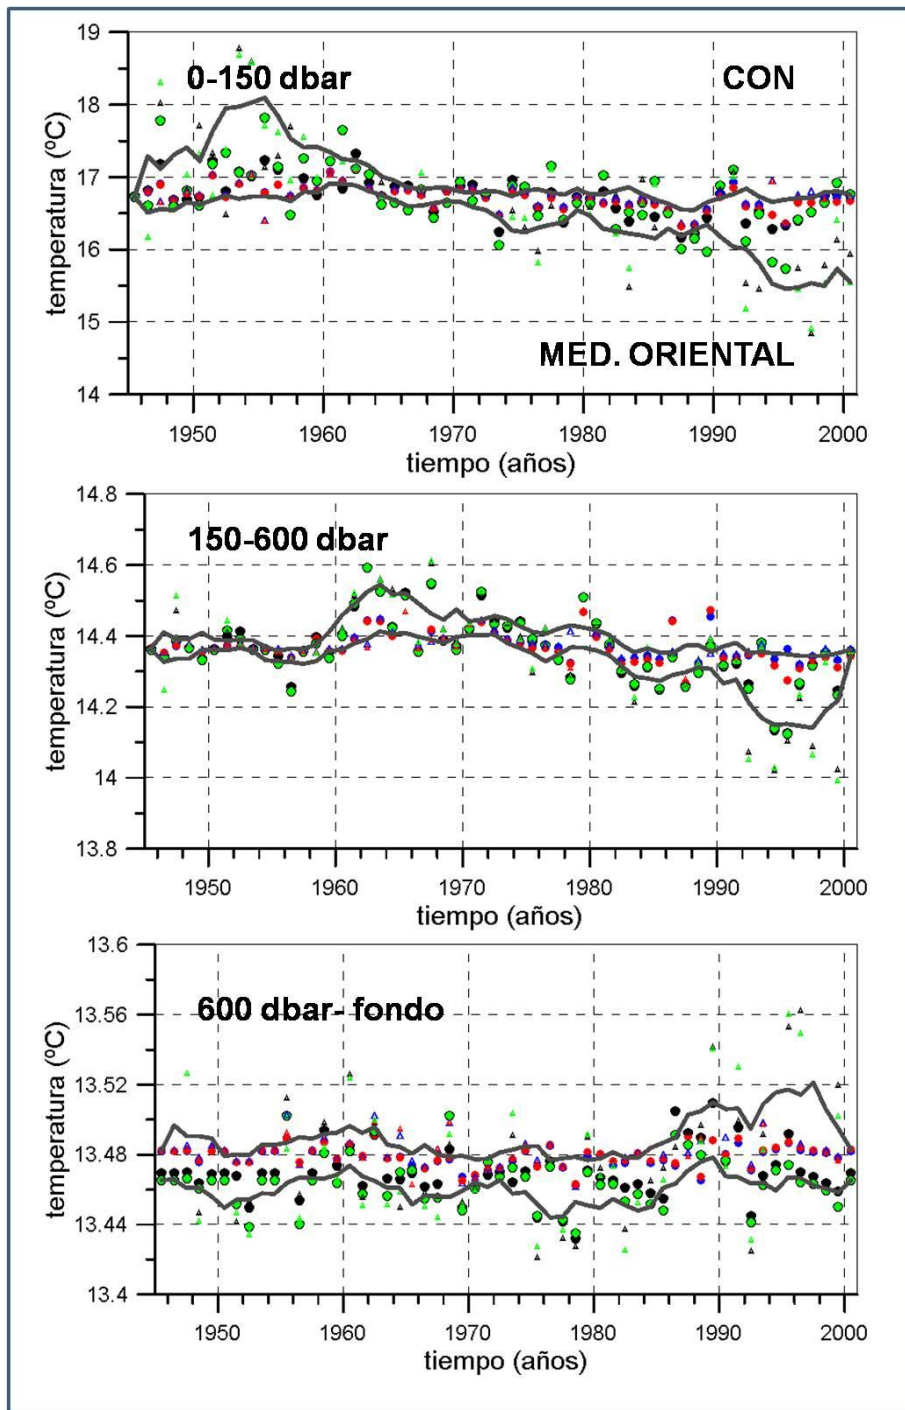 19
18
17
16
15
14
temperatura (ºC)
0-150 dbar
CON
MED. ORIENTAL
1950 1960 1970 1980 1990 2000
tiempo (años)
14.8
14.6
14.4
14.2
14
13.8
temperatura (ºC)
150-600 dbar
1950 1960 1970 1980 1990 2000
tiempo (años)
13.6
13.56
13.52
13.48
13.44
13.4
temperatura (ºC)
600 dbar- fondo
1950 1960 1970 1980 1990 2000
tiempo (años)